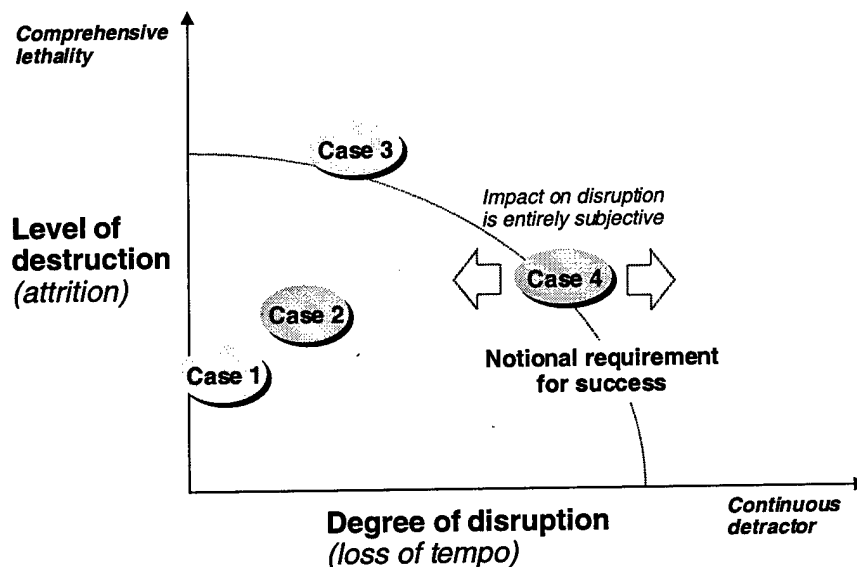 Comprehensive
lethality
Case 3
Impact on disruption
is entirely subjective
Level of
destruction
(attrition)
Case 4
Case 2
Notional requirement
for success
Case 1
Continuous
detractor
Degree of disruption
(loss of tempo)